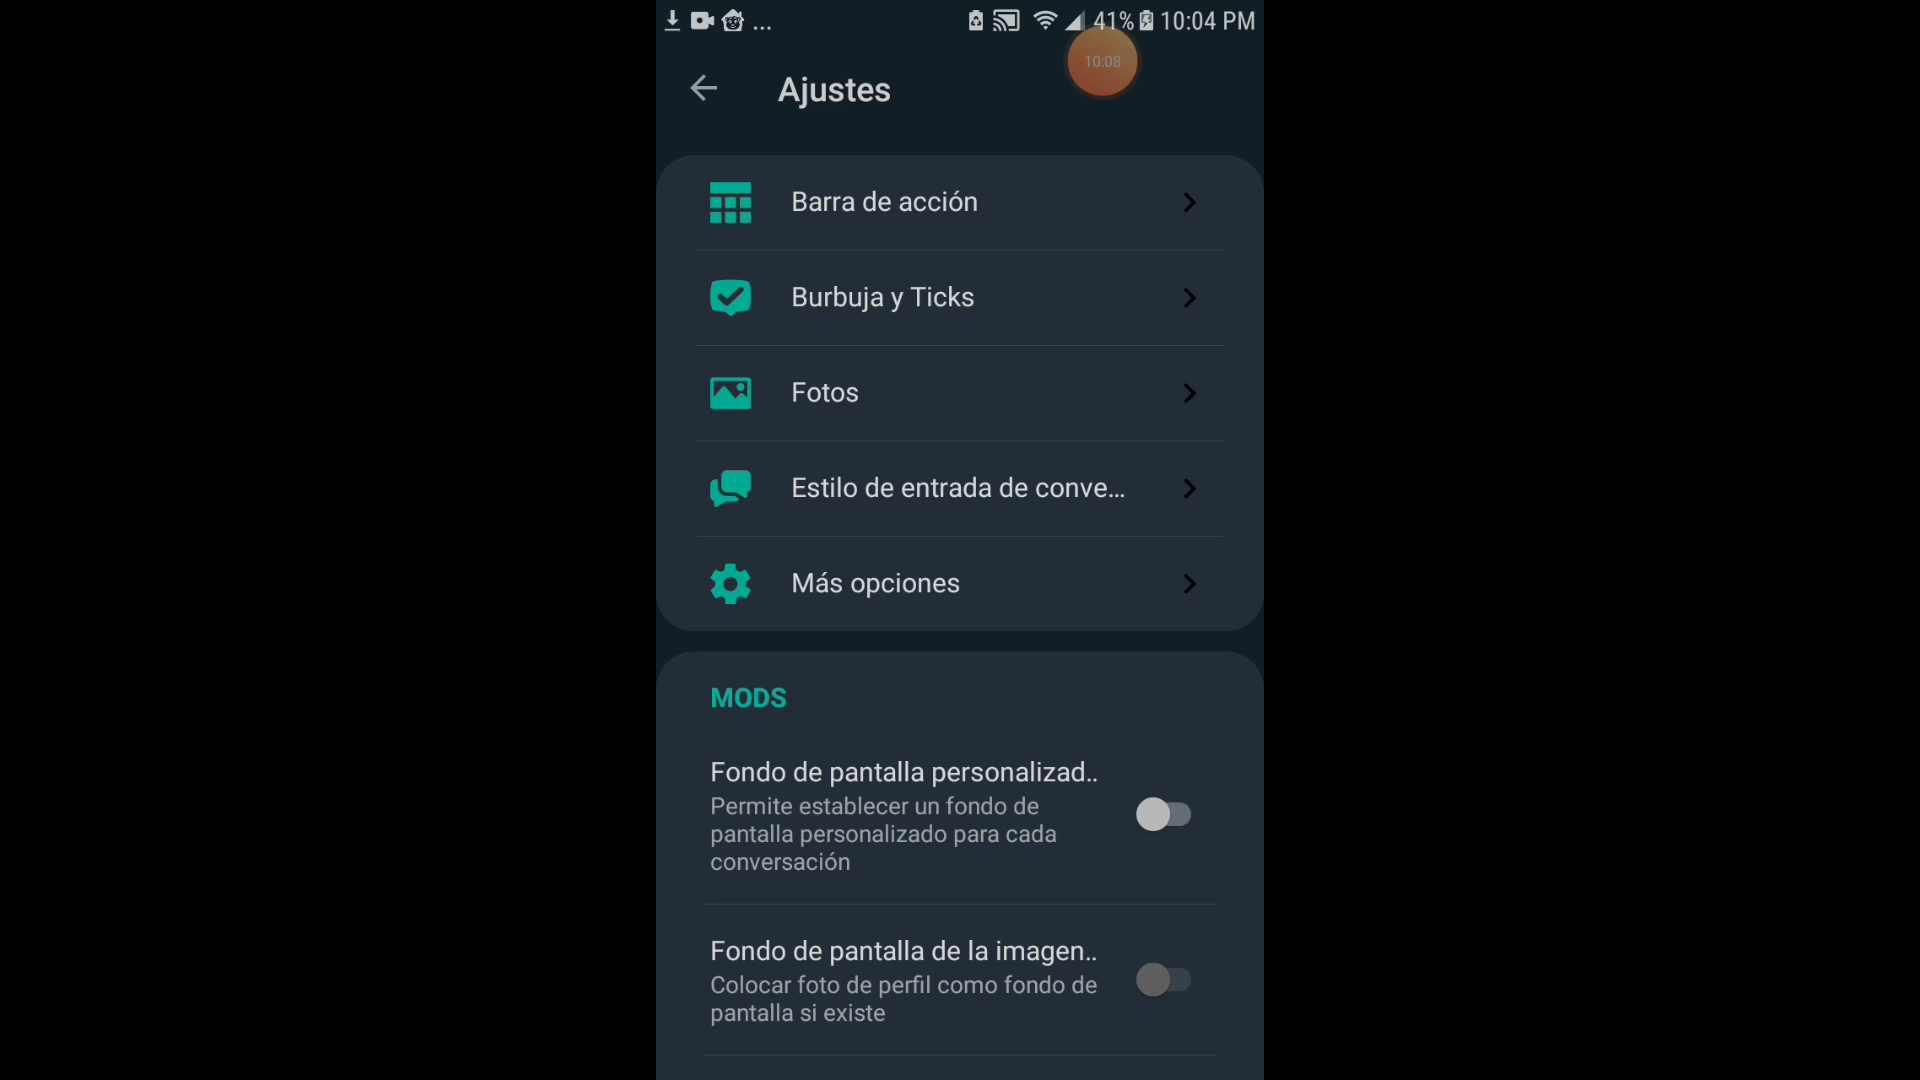 ... 41% 10:04 PM
10:08
Ajustes
Barra de acción
Burbuja y Ticks
Fotos
Estilo de entrada de conve...
Más opciones
MODS
Fondo de pantalla personalizad..
Permite establecer un fondo de
pantalla personalizado para cada
conversación
Fondo de pantalla de la imagen..
Colocar foto de perfil como fondo de
pantalla si existe